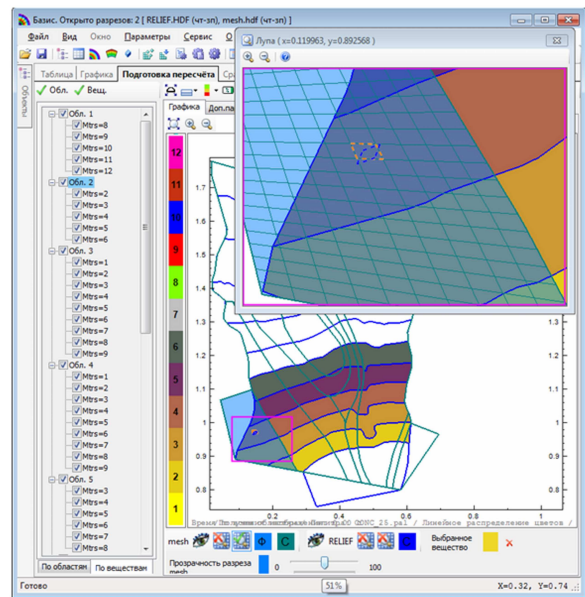 Базис. Открыто разрезов: 2 [ RELIEF.HDF (чт-зп), mesh.hdf (чт-зп) ]
Файл Вид Окно Параметры Сервис
Лупа ( x=0.119963, y=0.892568 )
Таблица Графика Подготовка пересчёта
Объекты
Обл. Вещ.
Графика
Обл. 1
Mtrs=8
Mtrs=9
Mtrs=10
Mtrs=11
Mtrs=12
Обл. 2
Mtrs=2
Mtrs=3
Mtrs=4
Mtrs=5
Mtrs=6
Обл. 3
Mtrs=1
Mtrs=2
Mtrs=3
Mtrs=4
Mtrs=5
Mtrs=6
Mtrs=7
Mtrs=8
Mtrs=9
Обл. 4
Mtrs=1
Mtrs=2
Mtrs=3
Mtrs=4
Mtrs=5
Mtrs=6
Mtrs=7
Mtrs=8
Mtrs=9
Обл. 5
Mtrs=3
Mtrs=4
Mtrs=5
Mtrs=6
Mtrs=7
Mtrs=8
По областям По веществам
12
11
10
9
8
7
6
5
4
3
2
1
1.8
1.7
1.6
1.5
1.4
1.3 1.3
1.2 1.2
1.1 1.1
1 1
0.9 0.9
0.8 0.8
0.2 0.4 0.6 0.8 1
/ Линейное распределение цветов /
mesh Ф С RELIEF Выбранное вещество
Прозрачность разреза mesh 0 100
Готово 51% X=0.32, Y=0.74